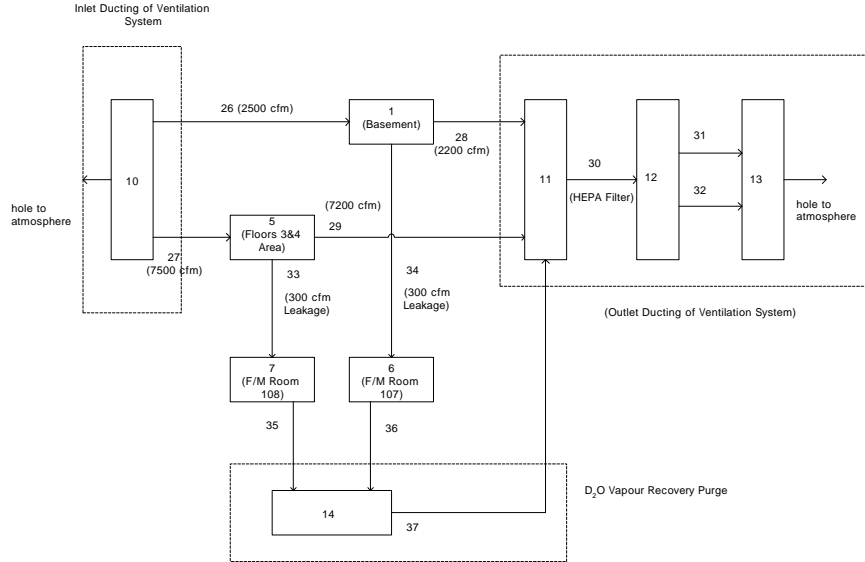 Inlet Ducting of Ventilation
System
26 (2500 cfm)
1
(Basement)
28
(2200 cfm)
10
11
30
(HEPA Filter)
12
31
32
13
hole to
atmosphere
hole to
atmosphere
27
(7500 cfm)
5
(Floors 3&4
Area)
(7200 cfm)
29
33
(300 cfm
Leakage)
34
(300 cfm
Leakage)
(Outlet Ducting of Ventilation System)
7
(F/M Room
108)
6
(F/M Room
107)
35
36
14
37
D₂O Vapour Recovery Purge